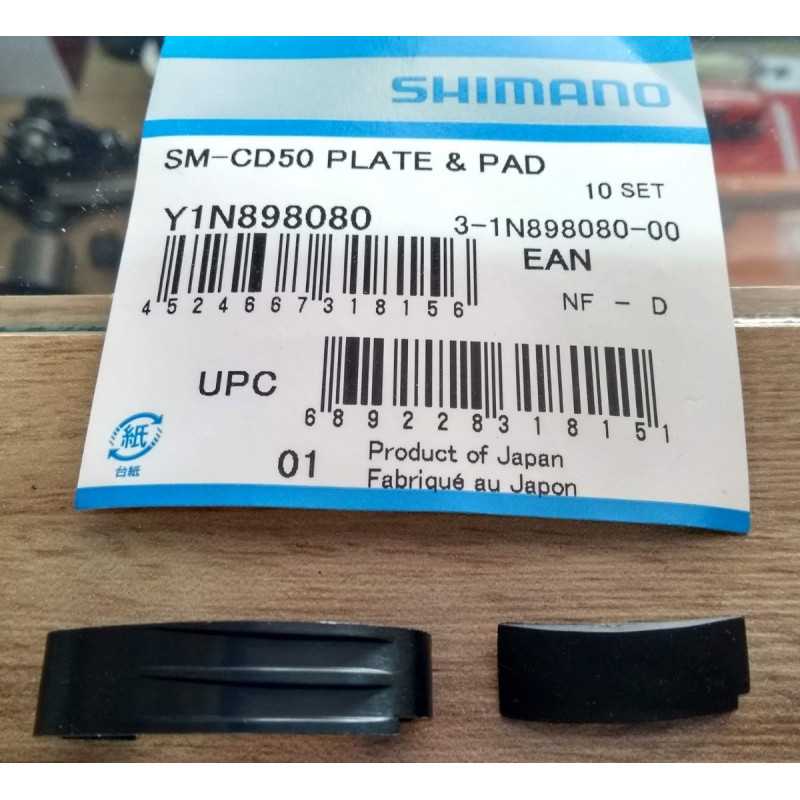 SHIMANO
SM-CD50 PLATE & PAD
10 SET
Y1N898080
3-1N898080-00
EAN
4524667318156
NF - D
UPC
689228318151
紙
台紙
01
Product of Japan
Fabriqué au Japon